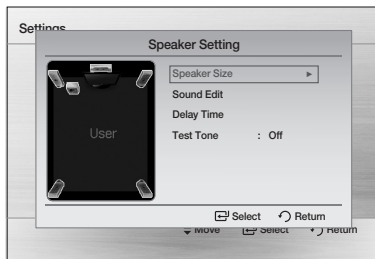 Settings
Speaker Setting
User
Speaker Size ►
Sound Edit
Delay Time
Test Tone : Off
Select Return
Move Select Return